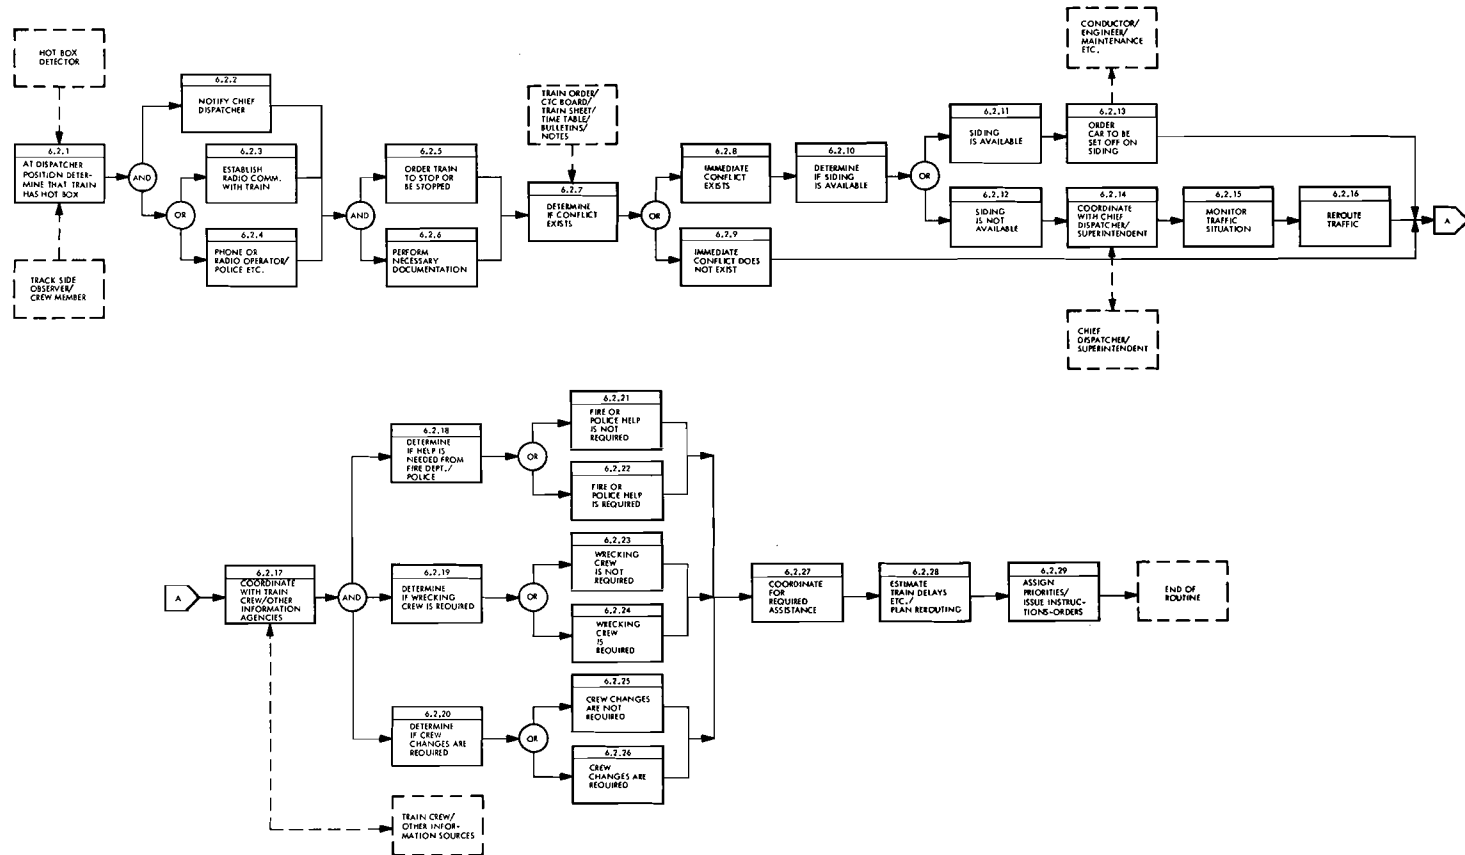 HOT BOX
DETECTOR
6.2.1
AT DISPATCHER
POSITION DETER-
MINE THAT TRAIN
HAS HOT BOX
TRACK SIDE
OBSERVER/
CREW MEMBER
AND
6.2.2
NOTIFY CHIEF
DISPATCHER
OR
6.2.3
ESTABLISH
RADIO COMM.
WITH TRAIN
6.2.4
PHONE OR
RADIO OPERATOR/
POLICE ETC.
AND
6.2.5
ORDER TRAIN
TO STOP OR
BE STOPPED
6.2.6
PERFORM
NECESSARY
DOCUMENTATION
TRAIN ORDER/
CTC BOARD/
TRAIN SHEET/
TIME TABLE/
BULLETINS/
NOTES
6.2.7
DETERMINE
IF CONFLICT
EXISTS
OR
6.2.8
IMMEDIATE
CONFLICT
EXISTS
6.2.9
IMMEDIATE
CONFLICT DOES
NOT EXIST
6.2.10
DETERMINE
IF SIDING
IS AVAILABLE
OR
6.2.11
SIDING
IS AVAILABLE
6.2.12
SIDING
IS NOT
AVAILABLE
CONDUCTOR/
ENGINEER/
MAINTENANCE
ETC.
6.2.13
ORDER
CAR TO BE
SET OFF ON
SIDING
6.2.14
COORDINATE
WITH CHIEF
DISPATCHER/
SUPERINTENDENT
CHIEF
DISPATCHER/
SUPERINTENDENT
6.2.15
MONITOR
TRAFFIC
SITUATION
6.2.16
REROUTE
TRAFFIC
A
A
6.2.17
COORDINATE
WITH TRAIN
CREW/OTHER
INFORMATION
AGENCIES
AND
6.2.18
DETERMINE
IF HELP IS
NEEDED FROM
FIRE DEPT./
POLICE
OR
6.2.21
FIRE OR
POLICE HELP
IS NOT
REQUIRED
6.2.22
FIRE OR
POLICE HELP
IS REQUIRED
6.2.19
DETERMINE
IF WRECKING
CREW IS REQUIRED
OR
6.2.23
WRECKING
CREW
IS NOT
REQUIRED
6.2.24
WRECKING
CREW
IS
REQUIRED
6.2.20
DETERMINE
IF CREW
CHANGES ARE
REQUIRED
OR
6.2.25
CREW CHANGES
ARE NOT
REQUIRED
6.2.26
CREW
CHANGES ARE
REQUIRED
TRAIN CREW/
OTHER INFOR-
MATION SOURCES
6.2.27
COORDINATE
FOR
REQUIRED
ASSISTANCE
6.2.28
ESTIMATE
TRAIN DELAYS
ETC./
PLAN REROUTING
6.2.29
ASSIGN
PRIORITIES/
ISSUE INSTRUC-
TIONS-ORDERS
END OF
ROUTINE